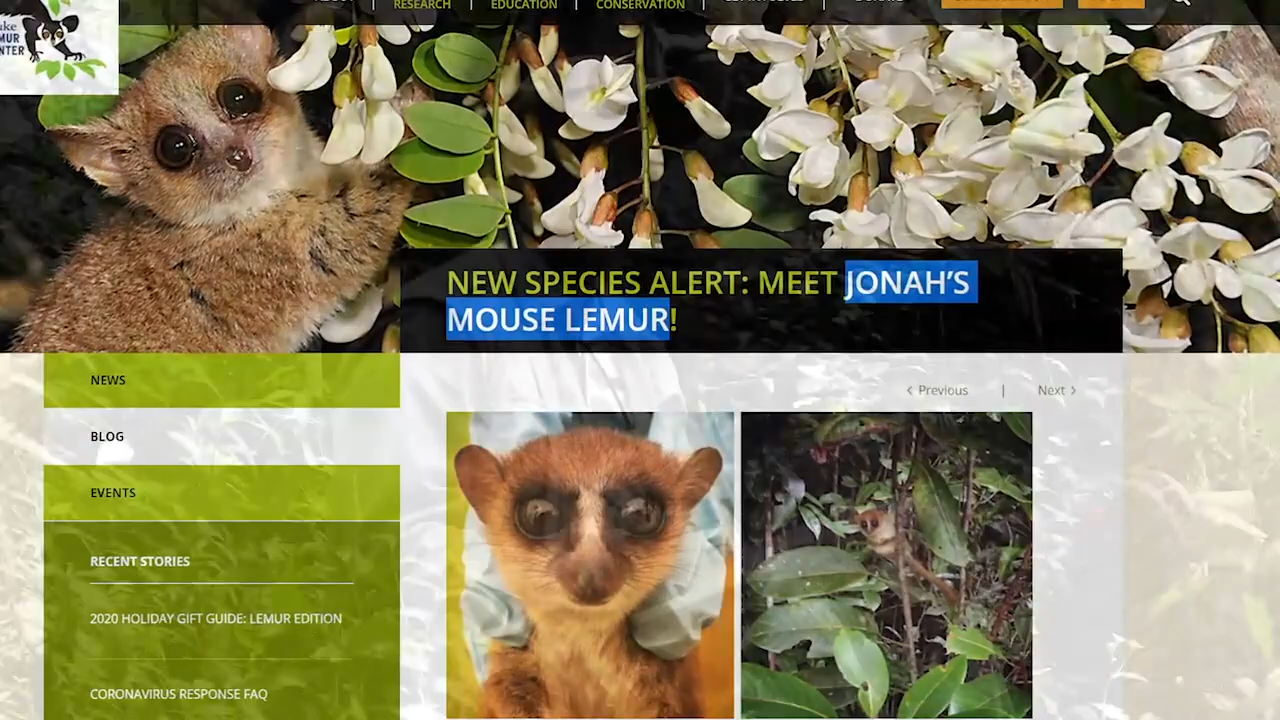 RESEARCH
EDUCATION
CONSERVATION
NEW SPECIES ALERT: MEET JONAH'S
MOUSE LEMUR!
NEWS
Previous | Next
BLOG
EVENTS
RECENT STORIES
2020 HOLIDAY GIFT GUIDE: LEMUR EDITION
CORONAVIRUS RESPONSE FAQ